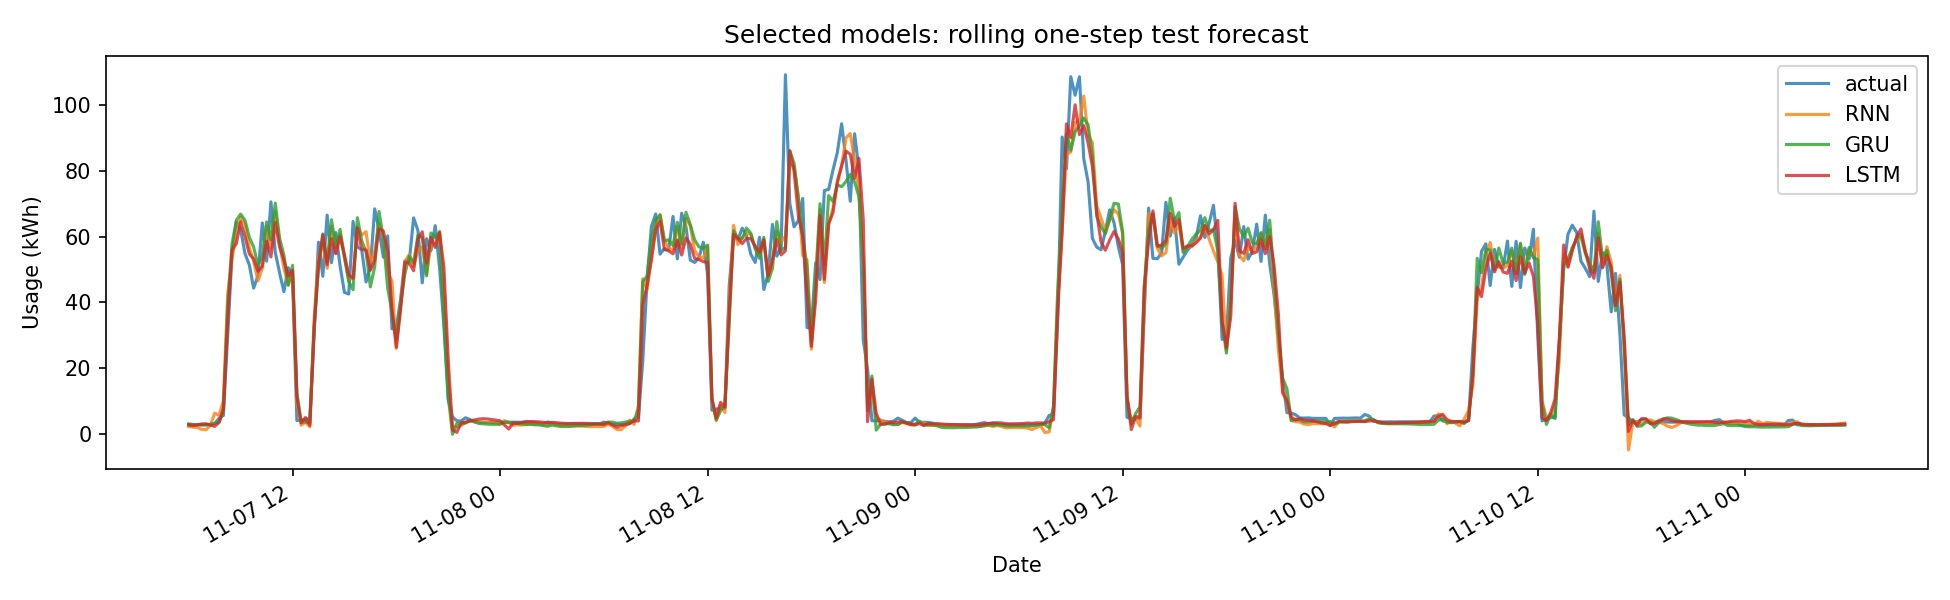 Selected models: rolling one-step test forecast
actual
RNN
GRU
LSTM
Usage (kWh)
100
80
60
40
20
0
11-07 12
11-08 00
11-08 12
11-09 00
11-09 12
11-10 00
11-10 12
11-11 00
Date